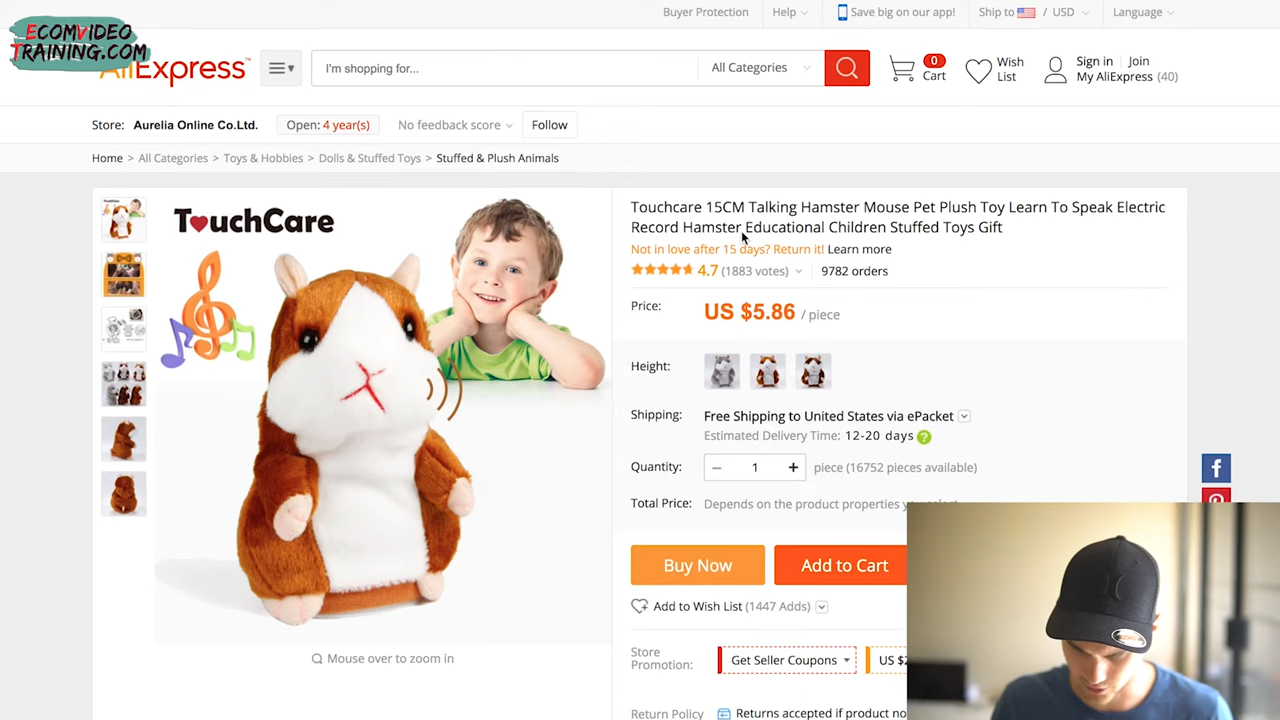 Buyer Protection
Help
Save big on our app!
Ship to / USD
Language
ECOMVIDEO
TRAINING.COM
AliExpress™
I'm shopping for...
All Categories
0
Cart
Wish
List
Sign in | Join
My AliExpress (40)
Store: Aurelia Online Co.Ltd.
Open: 4 year(s)
No feedback score
Follow
Home > All Categories > Toys & Hobbies > Dolls & Stuffed Toys > Stuffed & Plush Animals
TouchCare
Touchcare 15CM Talking Hamster Mouse Pet Plush Toy Learn To Speak Electric
Record Hamster Educational Children Stuffed Toys Gift
Not in love after 15 days? Return it! Learn more
4.7 (1883 votes)
9782 orders
Price:
US $5.86 / piece
Height:
Shipping:
Free Shipping to United States via ePacket
Estimated Delivery Time: 12-20 days ?
Quantity:
− 1 + piece (16752 pieces available)
Total Price:
Depends on the product properties you select
Buy Now
Add to Cart
Add to Wish List (1447 Adds)
Mouse over to zoom in
Store
Promotion:
Get Seller Coupons
US $2
Return Policy
Returns accepted if product no